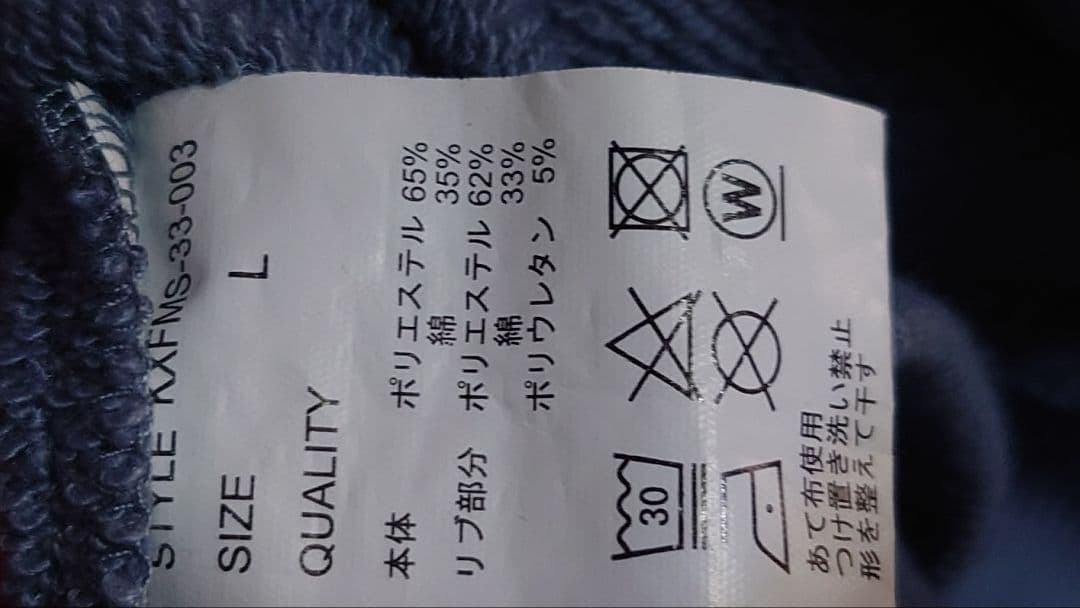 STYLE KXFMS-33-003
SIZE L
QUALITY
本体 ポリエステル 65%
綿 35%
リブ部分 ポリエステル 62%
綿 33%
ポリウレタン 5%
30
W
あて布使用
つけ置き洗い禁止
形を整えて干す